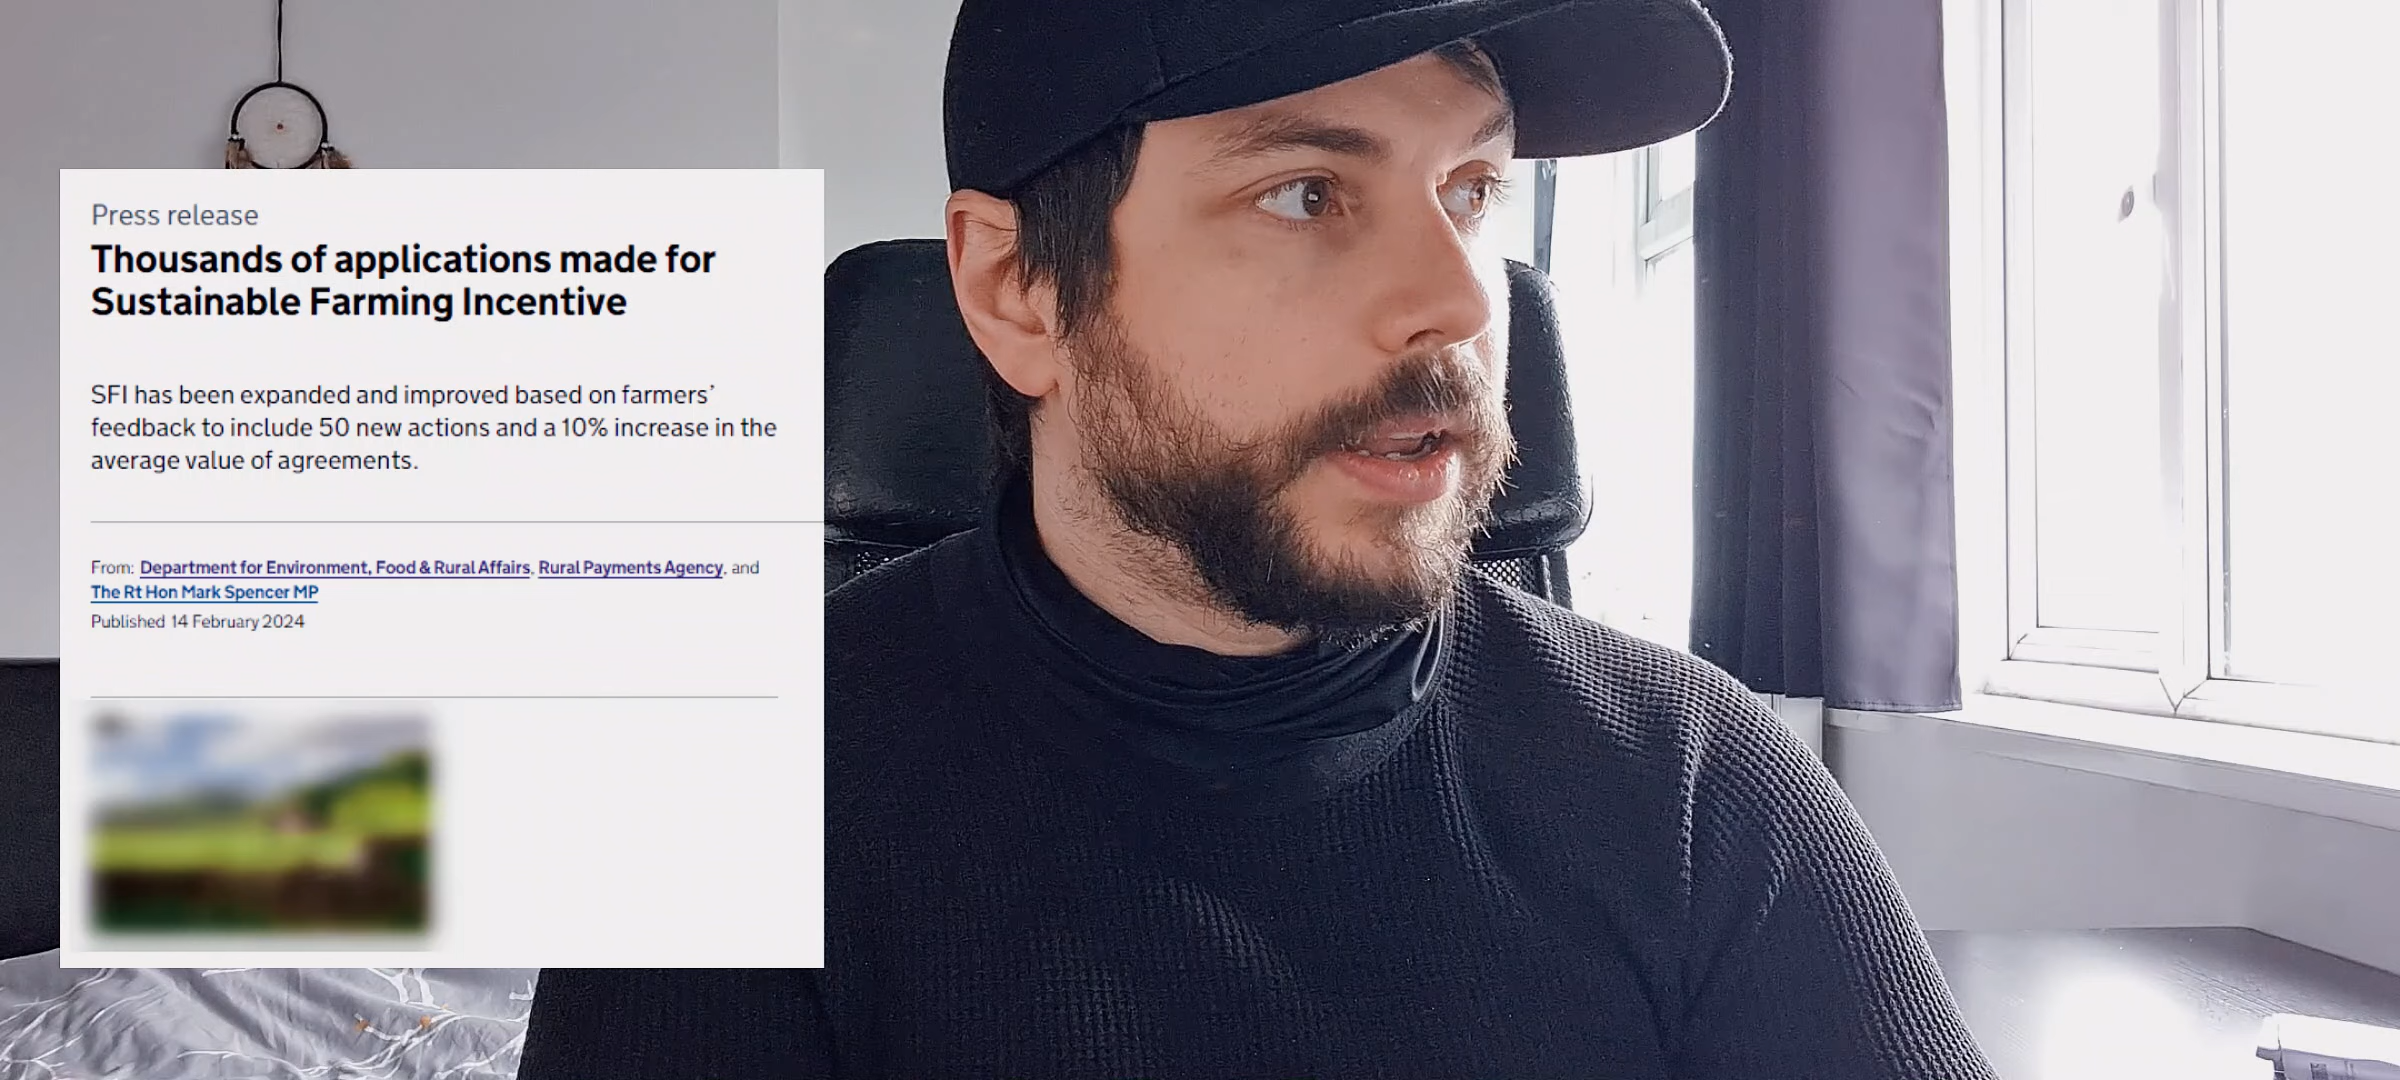 Press release
Thousands of applications made for
Sustainable Farming Incentive
SFI has been expanded and improved based on farmers’
feedback to include 50 new actions and a 10% increase in the
average value of agreements.
From: Department for Environment, Food & Rural Affairs, Rural Payments Agency, and
The Rt Hon Mark Spencer MP
Published 14 February 2024